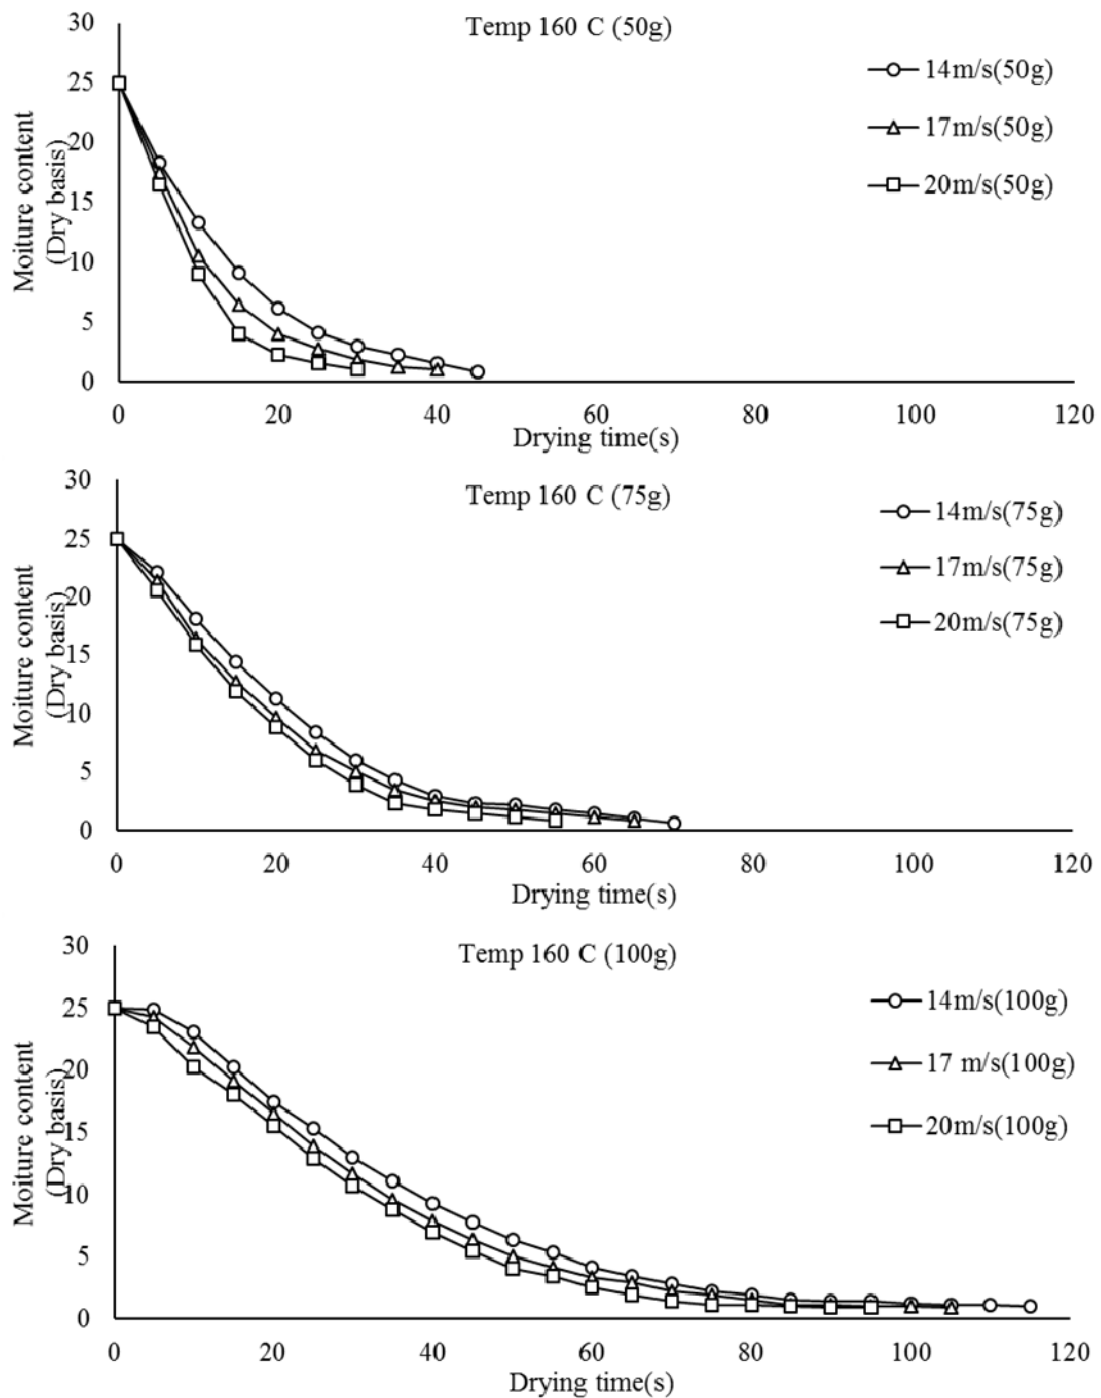 Temp 160 C (50g)
30
25
20
15
10
5
0
Moiture content
(Dry basis)
14m/s(50g)
17m/s(50g)
20m/s(50g)
0 20 40 60 80 100 120
Drying time(s)
Temp 160 C (75g)
30
25
20
15
10
5
0
Moiture content
(Dry basis)
14m/s(75g)
17m/s(75g)
20m/s(75g)
0 20 40 60 80 100 120
Drying time(s)
Temp 160 C (100g)
30
25
20
15
10
5
0
Moiture content
(Dry basis)
14m/s(100g)
17 m/s(100g)
20m/s(100g)
0 20 40 60 80 100 120
Drying time(s)